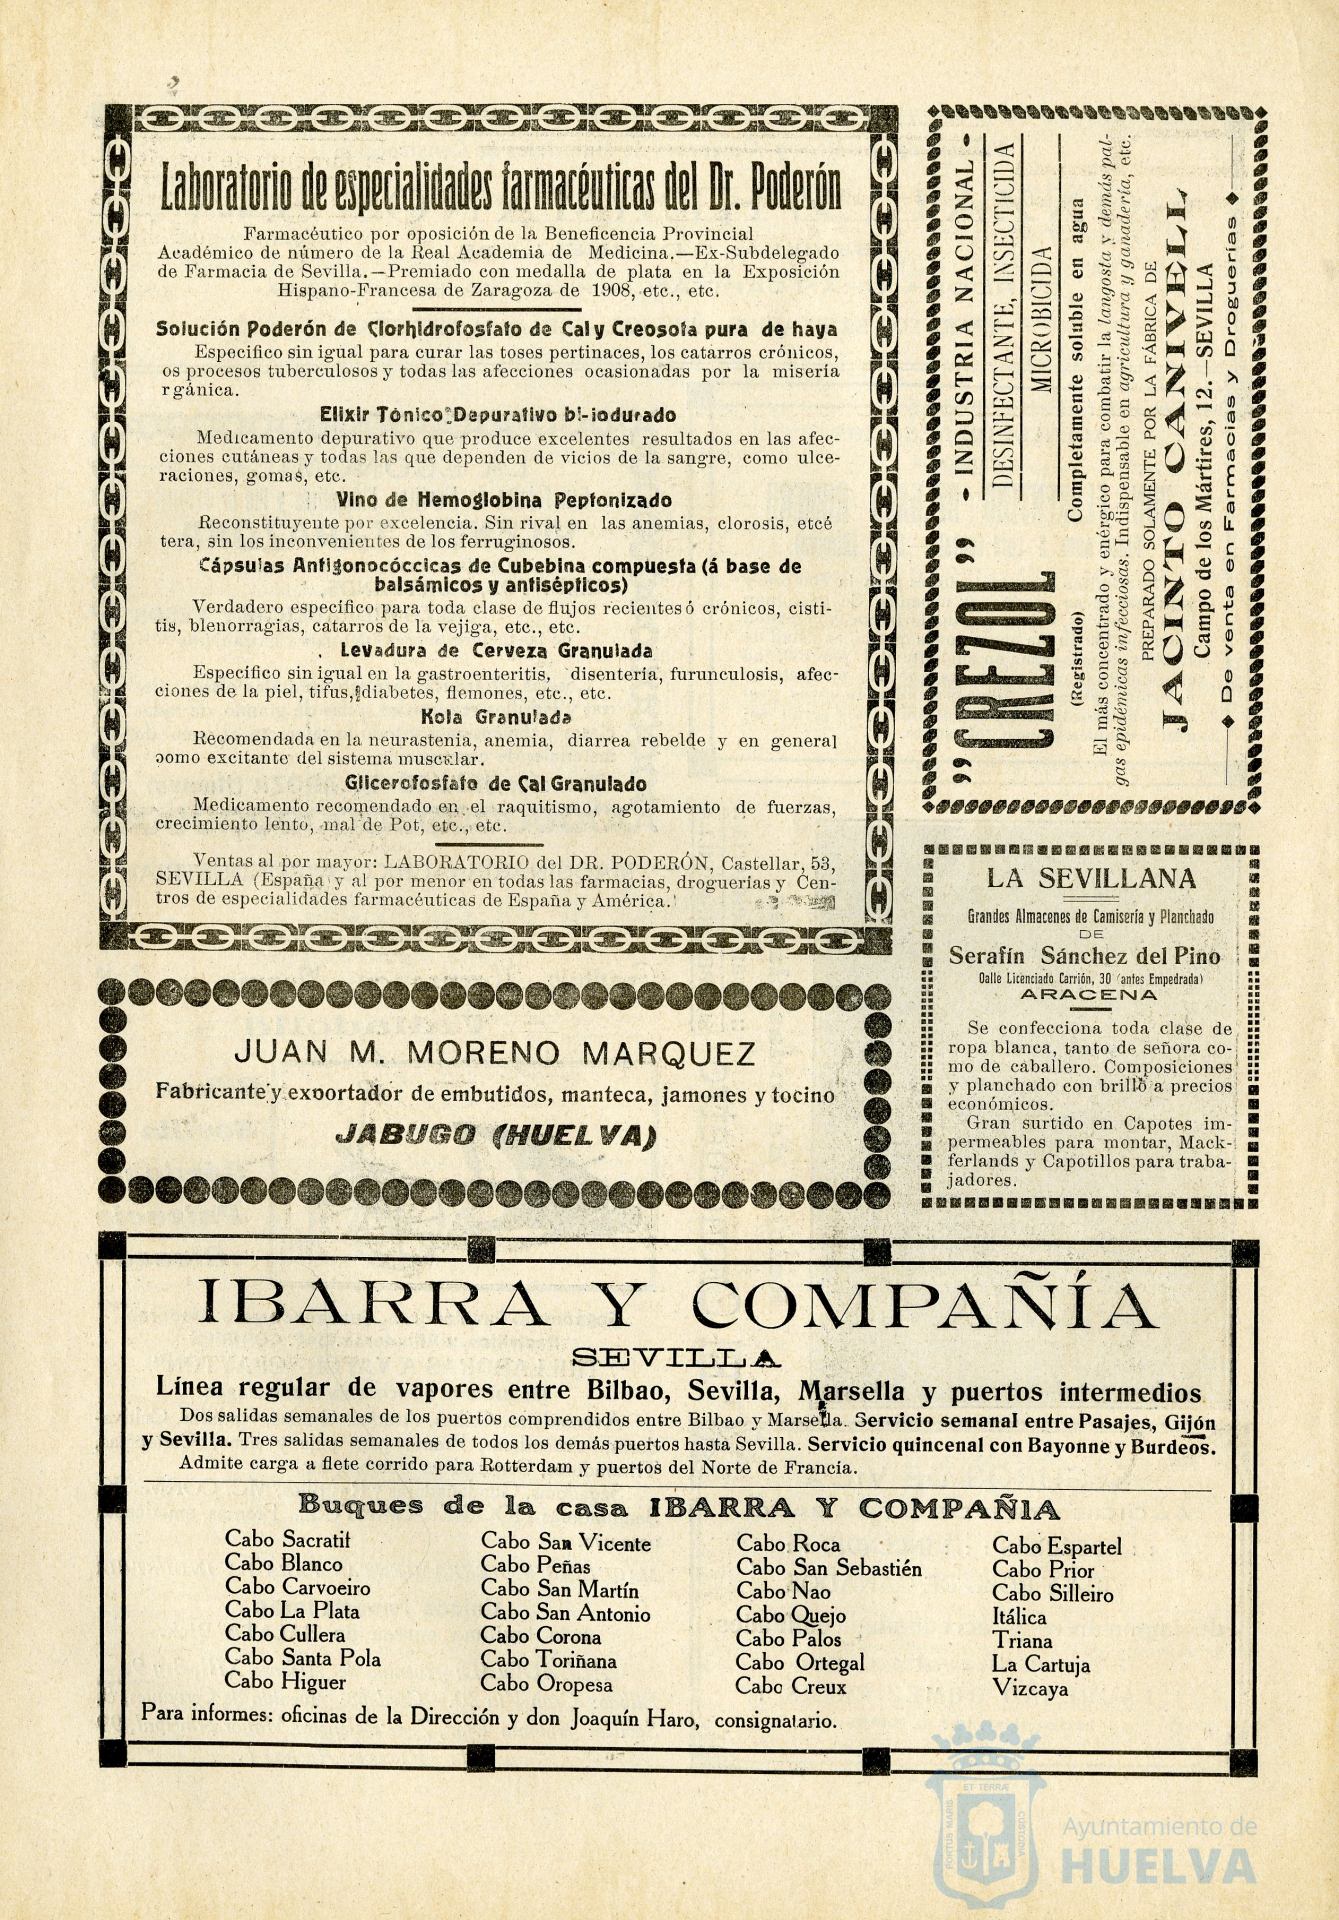 Laboratorio de especialidades farmacéuticas del Dr. Poderón
Farmacéutico por oposición de la Beneficencia Provincial
Académico de número de la Real Academia de Medicina.—Ex-Subdelegado
de Farmacia de Sevilla.—Premiado con medalla de plata en la Exposición
Hispano-Francesa de Zaragoza de 1908, etc., etc.
Solución Poderón de Clorhidrofosfato de Cal y Creosota pura de haya
Especifico sin igual para curar las toses pertinaces, los catarros crónicos,
os procesos tuberculosos y todas las afecciones ocasionadas por la misería
rgánica.
Elixir Tónico Depurativo bi-iodurado
Medicamento depurativo que produce excelentes resultados en las afec-
ciones cutáneas y todas las que dependen de vicios de la sangre, como ulce-
raciones, gomas, etc.
Vino de Hemoglobina Peptonizado
Reconstituyente por excelencia. Sin rival en las anemias, clorosis, etcé
tera, sin los inconvenientes de los ferruginosos.
Cápsulas Antigonocóccicas de Cubebina compuesta (á base de
balsámicos y antisépticos)
Verdadero específico para toda clase de flujos recientes ó crónicos, cisti-
tis, blenorragias, catarros de la vejiga, etc., etc.
Levadura de Cerveza Granulada
Específico sin igual en la gastroenteritis, disentería, furunculosis, afec-
ciones de la piel, tifus, diabetes, flemones, etc., etc.
Kola Granulada
Recomendada en la neurastenia, anemia, diarrea rebelde y en general
como excitante del sistema muscular.
Glicerofosfato de Cal Granulado
Medicamento recomendado en el raquitismo, agotamiento de fuerzas,
crecimiento lento, mal de Pot, etc., etc.
Ventas al por mayor: LABORATORIO del DR. PODERÓN, Castellar, 53,
SEVILLA (España y al por menor en todas las farmacias, droguerias y Cen-
tros de especialidades farmacéuticas de España y América.
„ CREZOL ”
(Registrado)
• INDUSTRIA NACIONAL •
DESINFECTANTE, INSECTICIDA
MICROBICIDA
Completamente soluble en agua
El más concentrado y enérgico para combatir la langosta y demás pal-
gas epidémicas infecciosas. Indispensable en agricultura y ganadería, etc.
PREPARADO SOLAMENTE POR LA FÁBRICA DE
JACINTO CANIVELL
Campo de los Mártires, 12.—SEVILLA
De venta en Farmacias y Droguerías
LA SEVILLANA
Grandes Almacenes de Camisería y Planchado
DE
Serafín Sánchez del Pino
Calle Licenciado Carrión, 30 (antes Empedrada)
ARACENA
Se confecciona toda clase de
ropa blanca, tanto de señora co-
mo de caballero. Composiciones
y planchado con brillo a precios
económicos.
Gran surtido en Capotes im-
permeables para montar, Mack-
ferlands y Capotillos para traba-
jadores.
JUAN M. MORENO MARQUEZ
Fabricante y exportador de embutidos, manteca, jamones y tocino
JABUGO (HUELVA)
IBARRA Y COMPAÑÍA
SEVILLA
Línea regular de vapores entre Bilbao, Sevilla, Marsella y puertos intermedios
Dos salidas semanales de los puertos comprendidos entre Bilbao y Marsella. Servicio semanal entre Pasajes, Gijón
y Sevilla. Tres salidas semanales de todos los demás puertos hasta Sevilla. Servicio quincenal con Bayonne y Burdeos.
Admite carga a flete corrido para Rotterdam y puertos del Norte de Francia.
Buques de la casa IBARRA Y COMPAÑIA
Cabo Sacratif
Cabo Blanco
Cabo Carvoeiro
Cabo La Plata
Cabo Cullera
Cabo Santa Pola
Cabo Higuer
Cabo San Vicente
Cabo Peñas
Cabo San Martín
Cabo San Antonio
Cabo Corona
Cabo Toriñana
Cabo Oropesa
Cabo Roca
Cabo San Sebastién
Cabo Nao
Cabo Quejo
Cabo Palos
Cabo Ortegal
Cabo Creux
Cabo Espartel
Cabo Prior
Cabo Silleiro
Itálica
Triana
La Cartuja
Vizcaya
Para informes: oficinas de la Dirección y don Joaquín Haro, consignatario.
ET TERRÆ
PORTUS MARIS
CUSTODIA
Ayuntamiento de
HUELVA